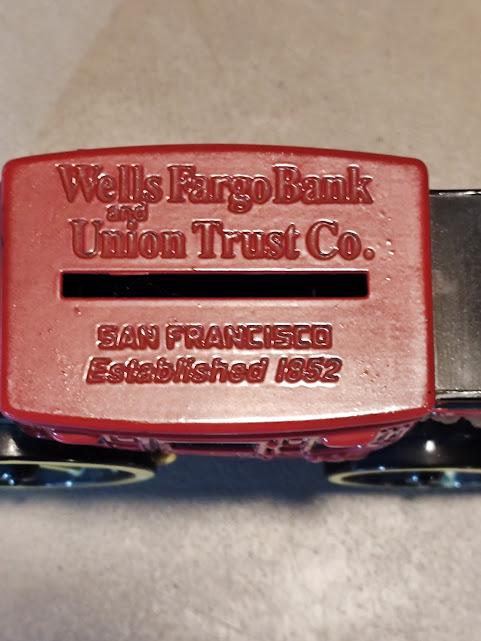 Wells Fargo Bank
and
Union Trust Co.
SAN FRANCISCO
Established 1852